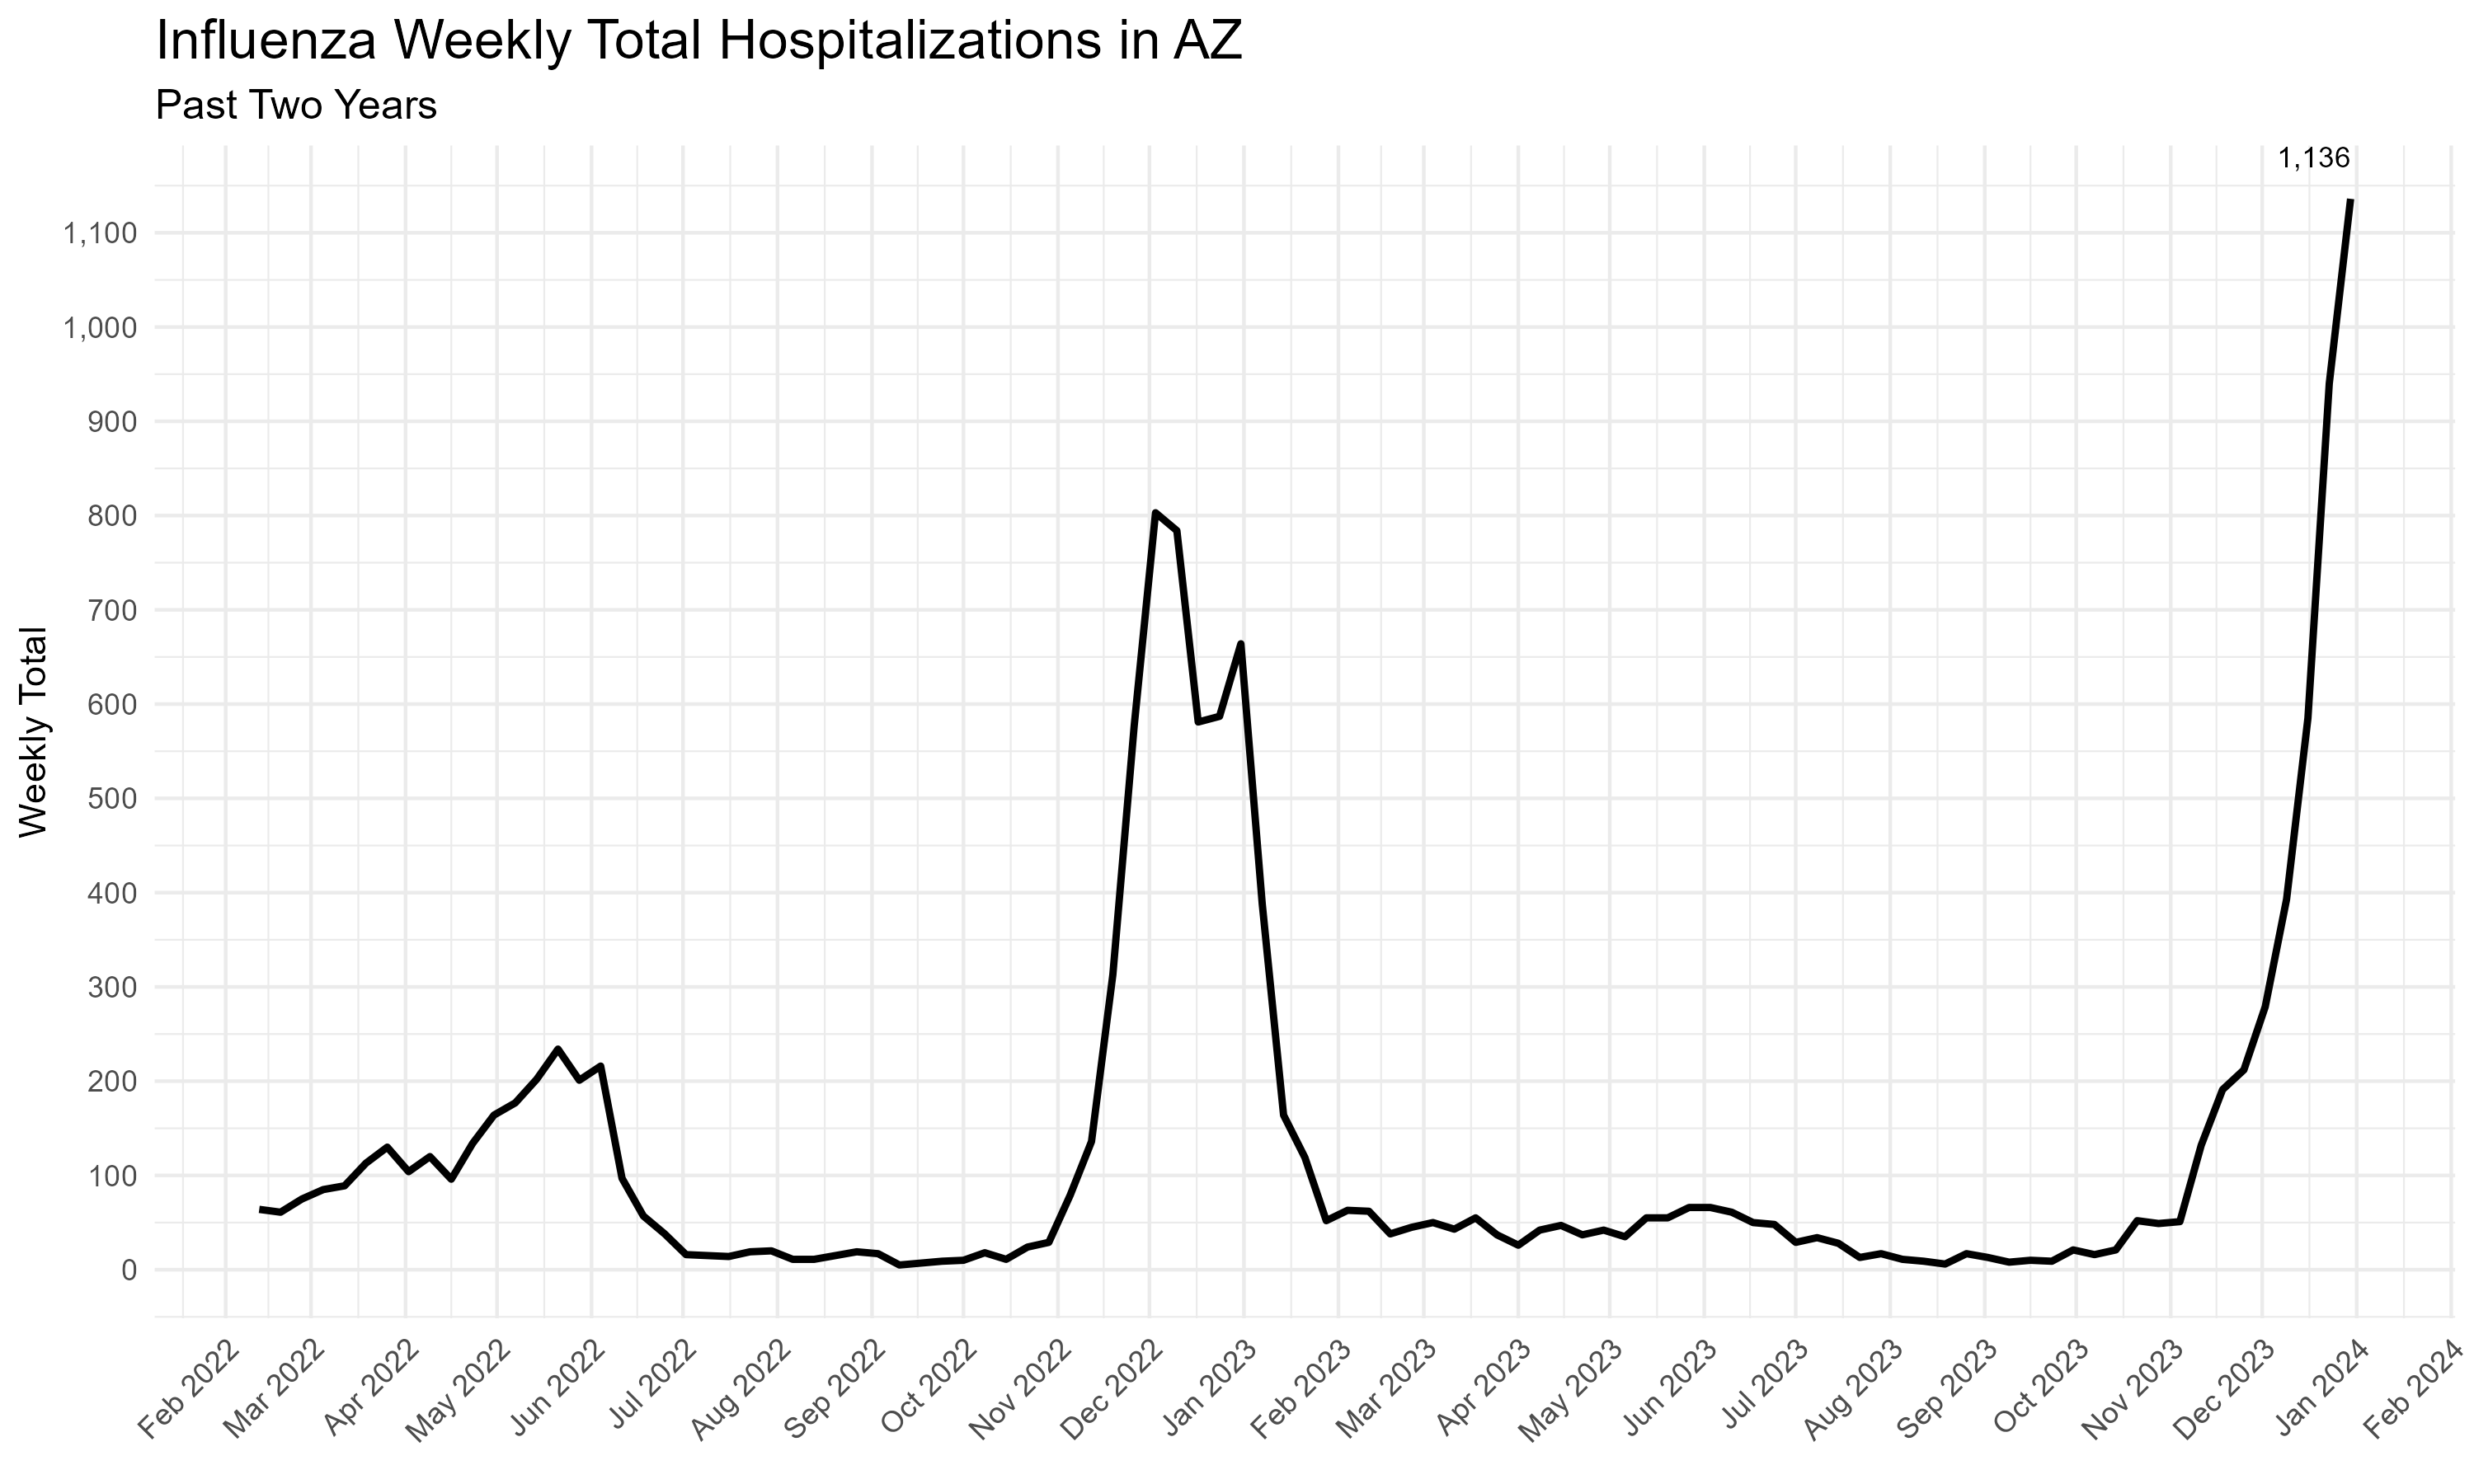 Influenza Weekly Total Hospitalizations in AZ
Past Two Years
1,136
Weekly Total
1,100
1,000
900
800
700
600
500
400
300
200
100
0
Feb 2022
Mar 2022
Apr 2022
May 2022
Jun 2022
Jul 2022
Aug 2022
Sep 2022
Oct 2022
Nov 2022
Dec 2022
Jan 2023
Feb 2023
Mar 2023
Apr 2023
May 2023
Jun 2023
Jul 2023
Aug 2023
Sep 2023
Oct 2023
Nov 2023
Dec 2023
Jan 2024
Feb 2024